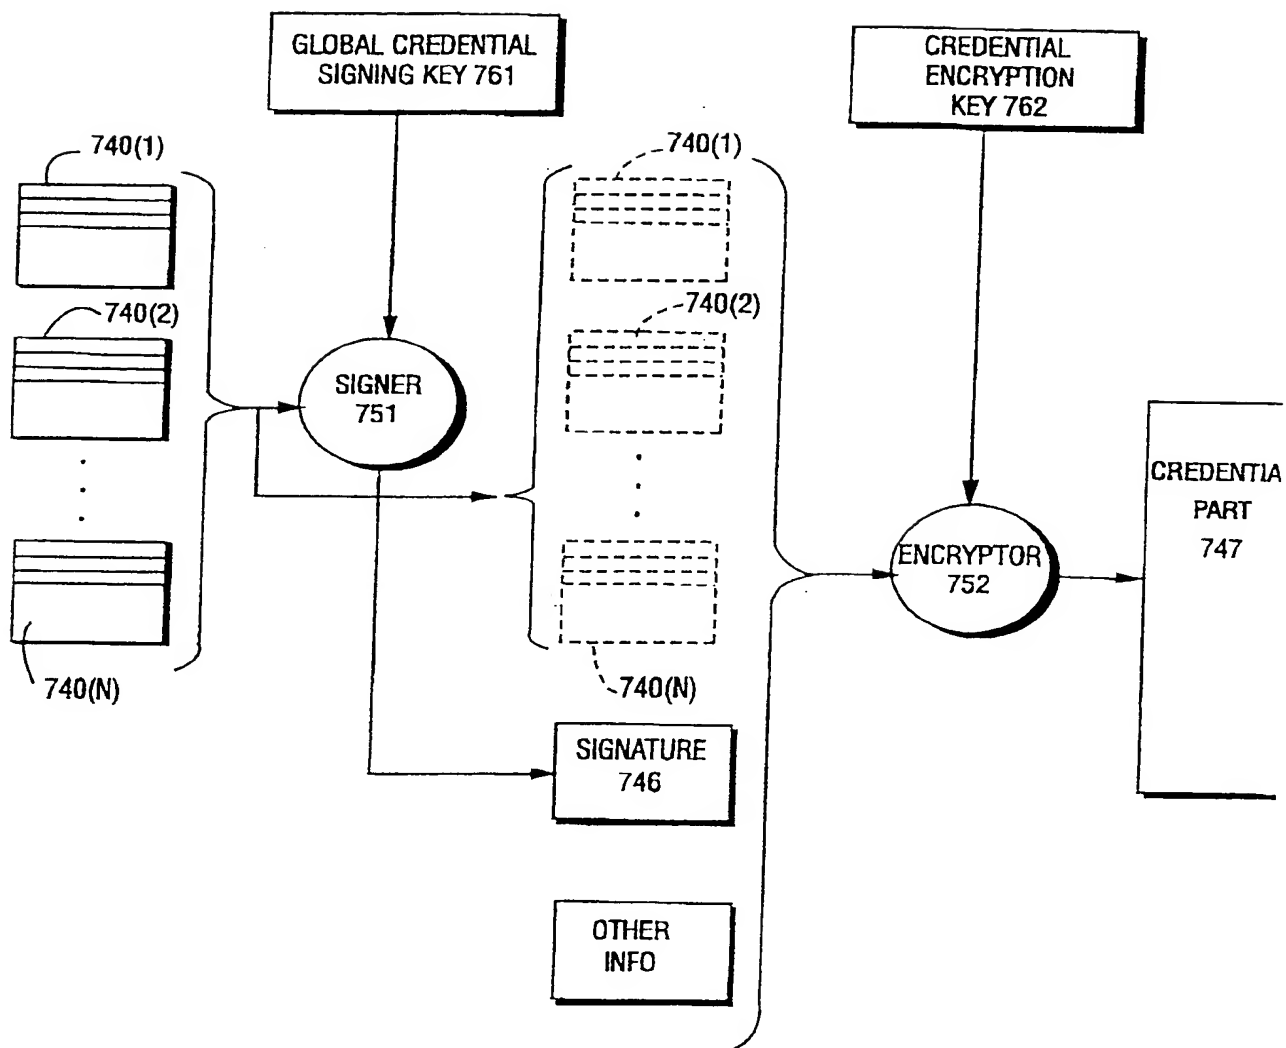 GLOBAL CREDENTIAL
SIGNING KEY 761
CREDENTIAL
ENCRYPTION
KEY 762
740(1)
740(1)
740(2)
740(2)
SIGNER
751
CREDENTIA
PART
747
ENCRYPTOR
752
740(N)
740(N)
SIGNATURE
746
OTHER
INFO